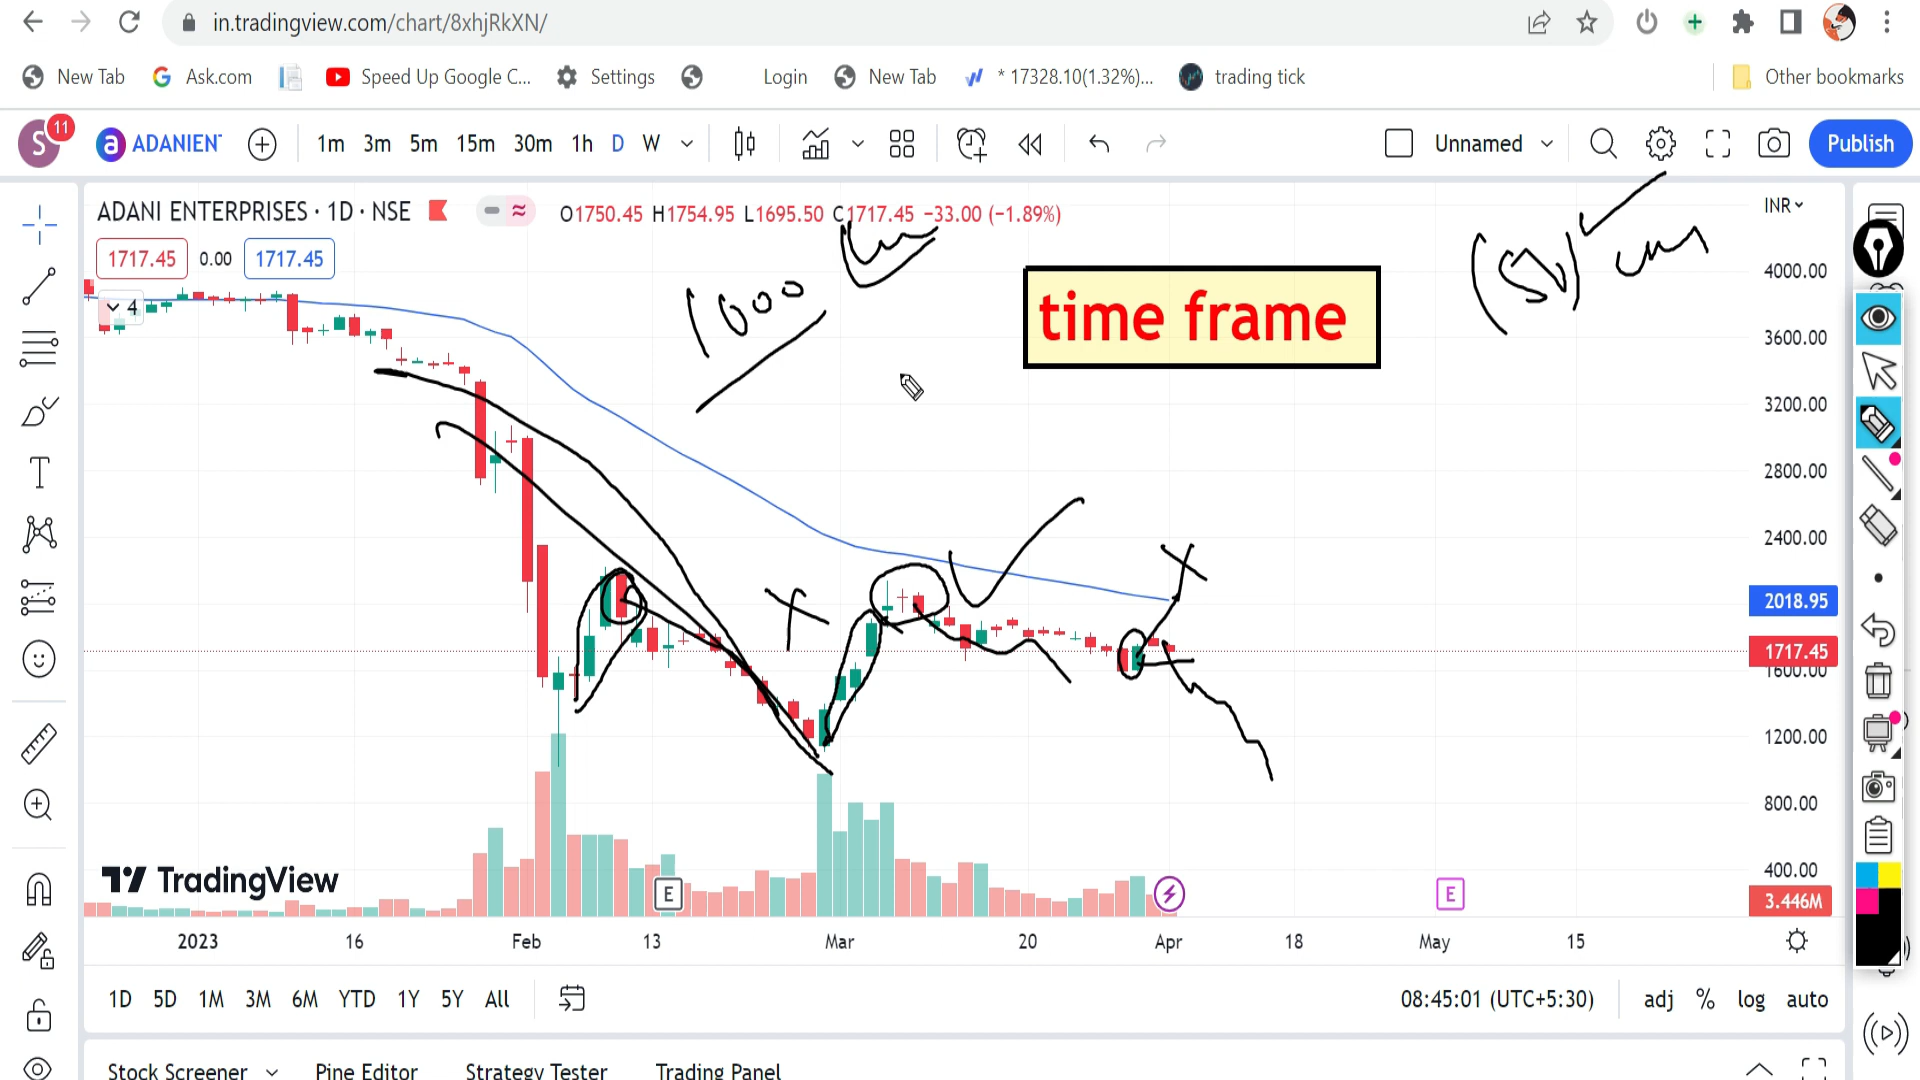 in.tradingview.com/chart/8xhjRkXN/
New Tab Ask.com Speed Up Google C... Settings Login New Tab * 17328.10(1.32%)... trading tick Other bookmarks
S 11 a ADANIENT 1m 3m 5m 15m 30m 1h D W Unnamed Publish
ADANI ENTERPRISES · 1D · NSE O1750.45 H1754.95 L1695.50 C1717.45 −33.00 (−1.89%) INR
1717.45 0.00 1717.45
4
1600
time frame
4000.00
3600.00
3200.00
2800.00
2400.00
2018.95
1717.45
1600.00
1200.00
800.00
400.00
3.446M
TradingView
E E
2023 16 Feb 13 Mar 20 Apr 18 May 15
1D 5D 1M 3M 6M YTD 1Y 5Y All 08:45:01 (UTC+5:30) adj % log auto
Stock Screener Pine Editor Strategy Tester Trading Panel